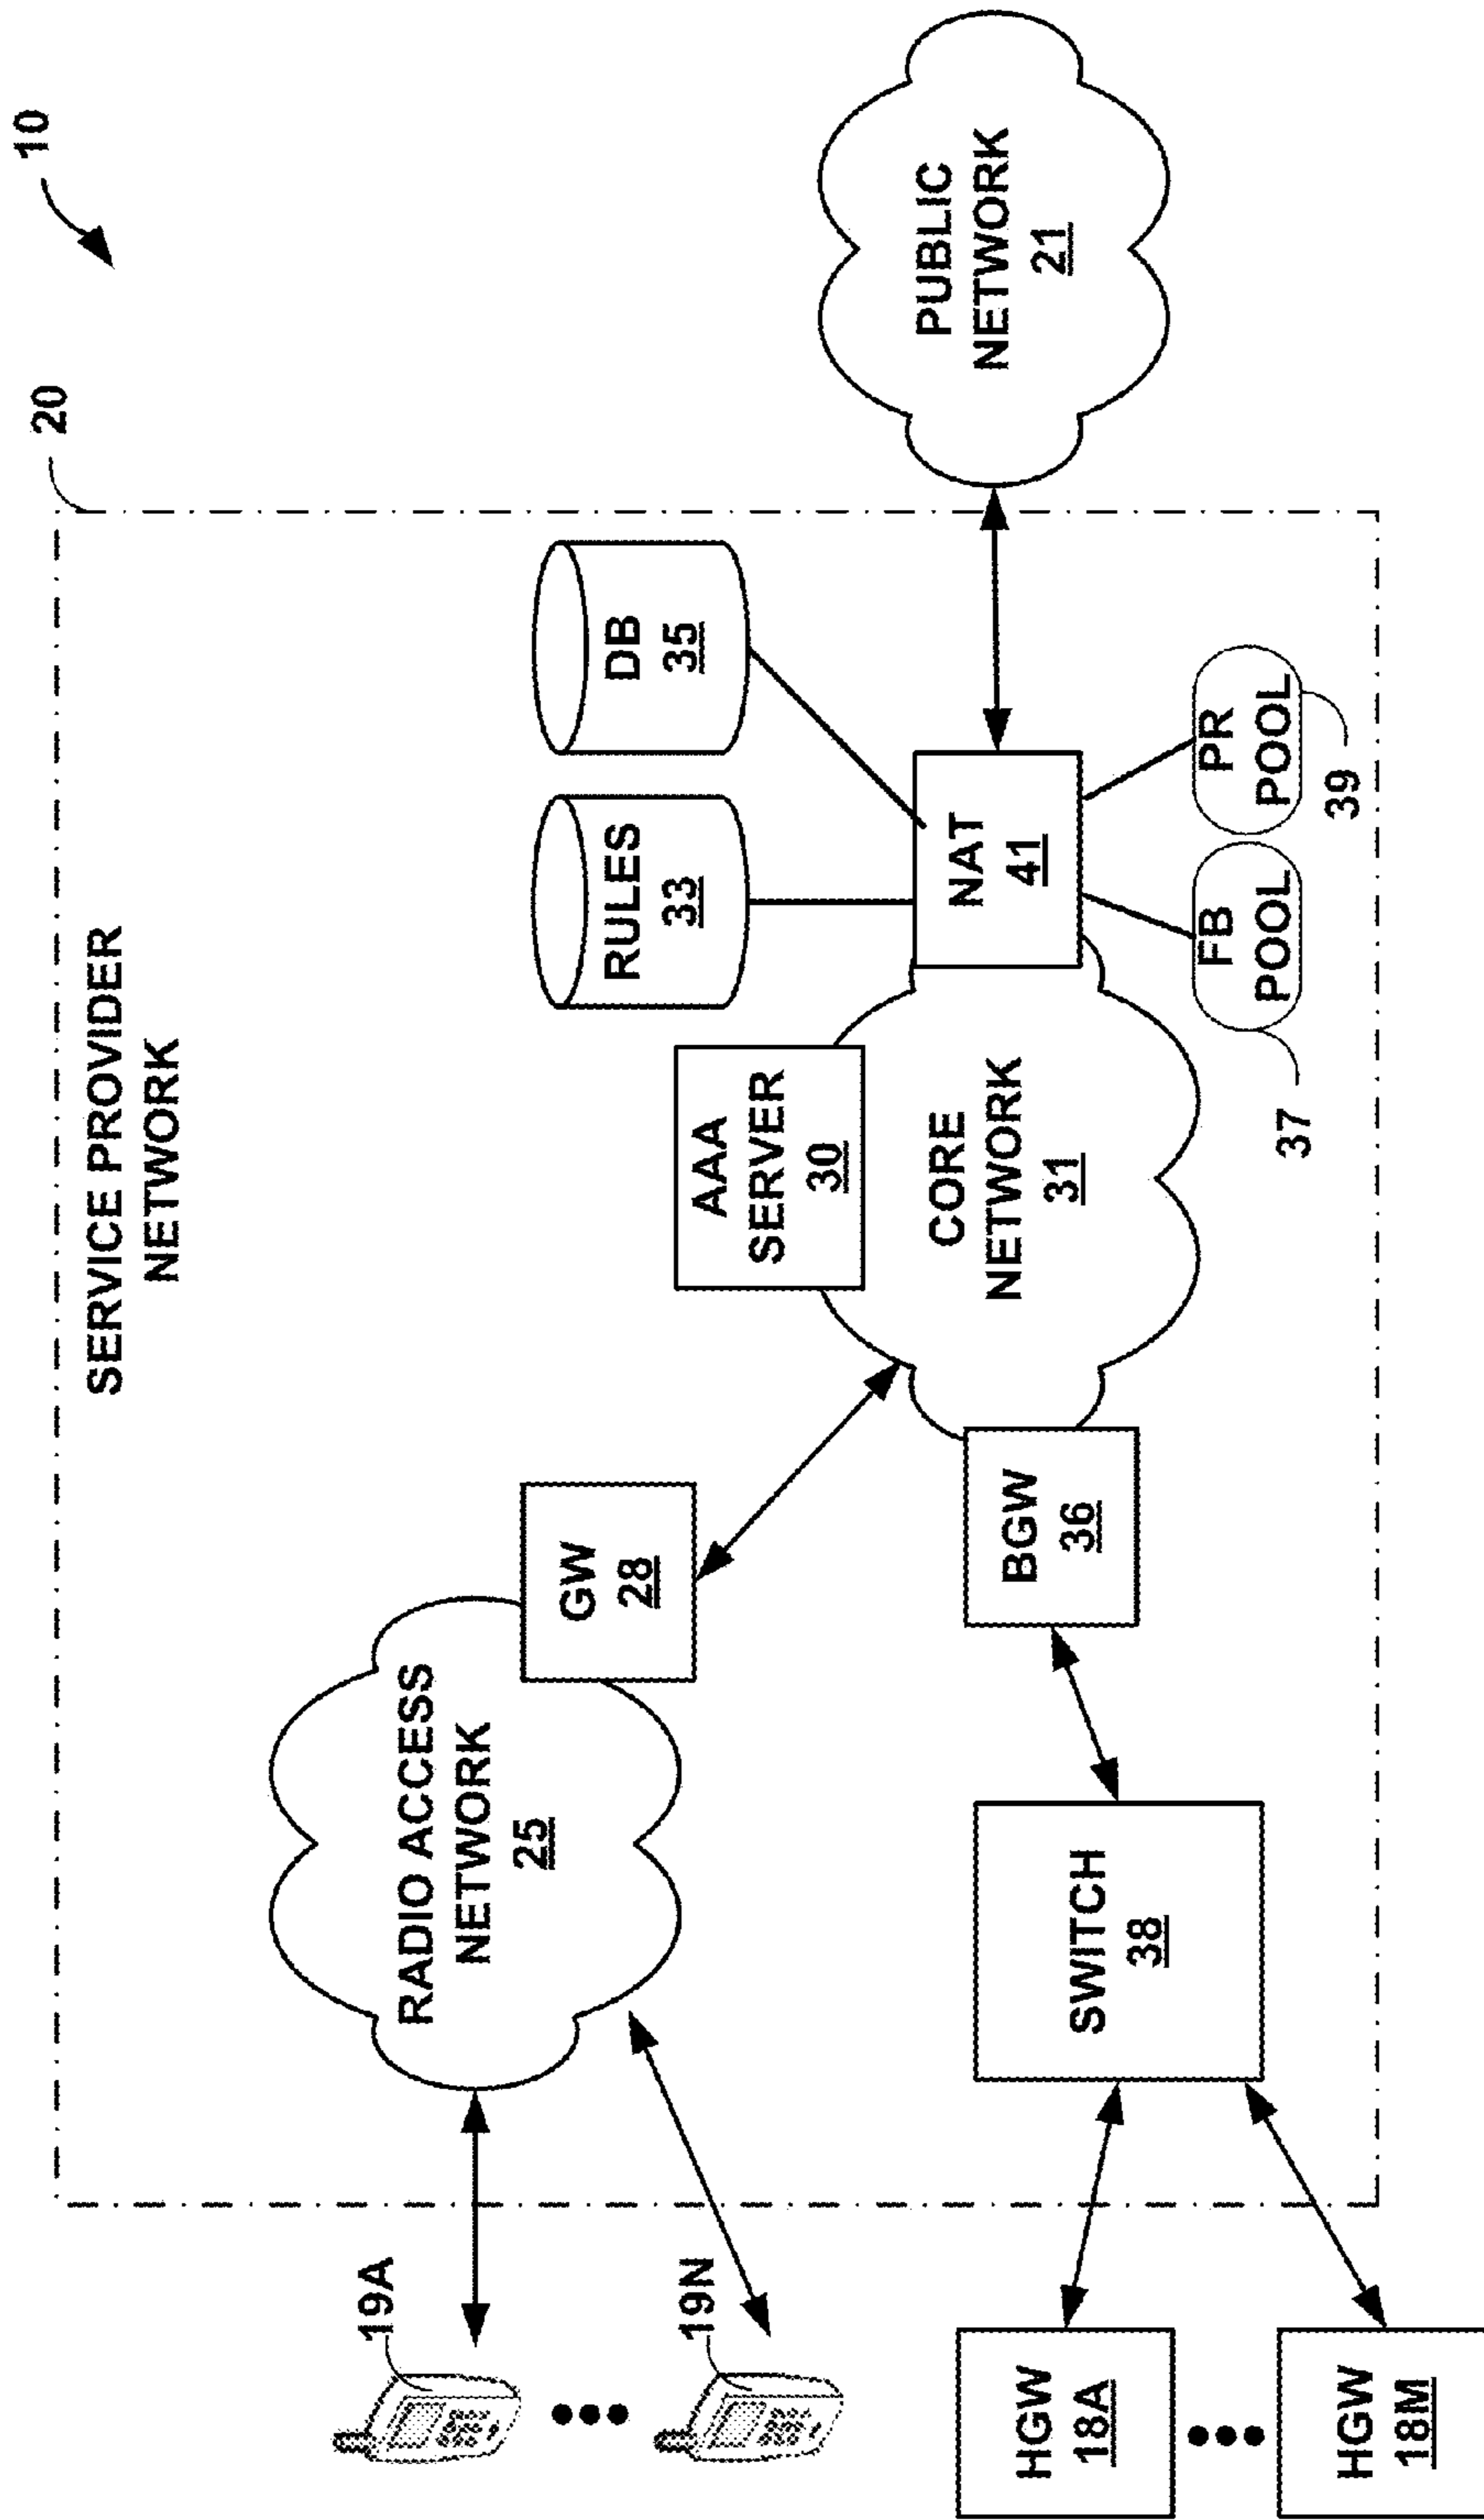 10
20
SERVICE PROVIDER
NETWORK
19A
19N
RADIO ACCESS
NETWORK
25
GW
28
AAA
SERVER
30
RULES
33
DB
35
HGW
18A
HGW
18M
SWITCH
38
BGW
36
CORE
NETWORK
31
NAT
41
PUBLIC
NETWORK
21
FB
POOL
37
PR
POOL
39